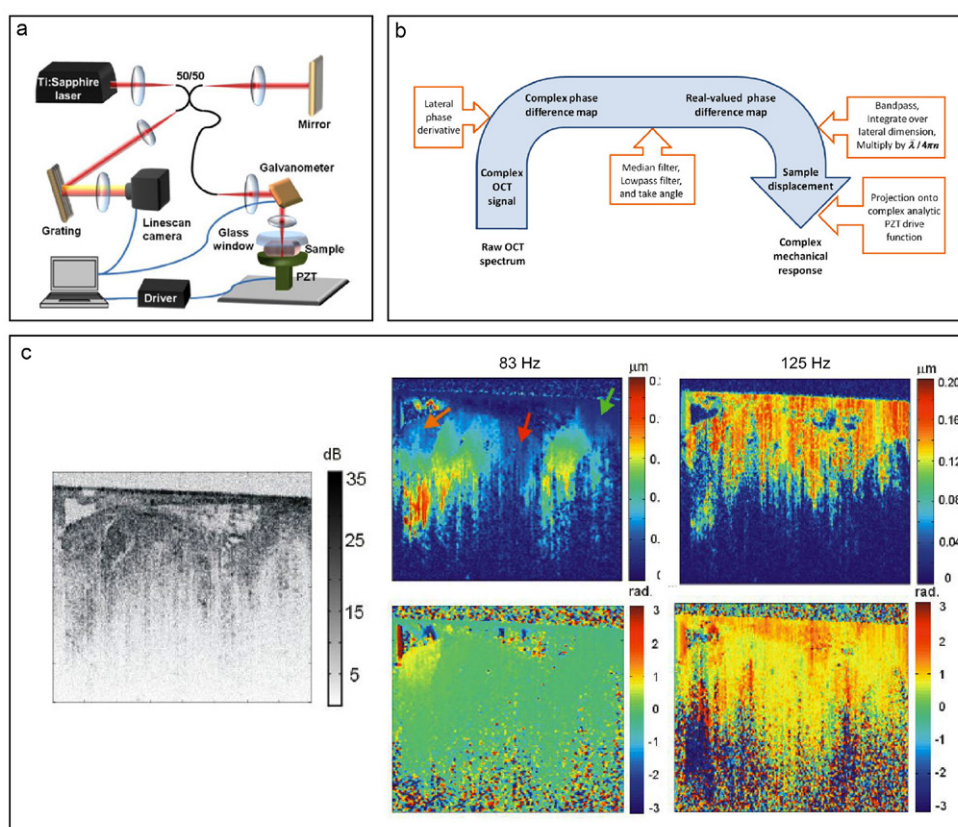 a
Ti:Sapphire
laser
50/50
Mirror
Galvanometer
Grating
Linescan
camera
Glass
window
Sample
PZT
Driver
b
Lateral
phase
derivative
Complex phase
difference map
Real-valued phase
difference map
Bandpass,
Integrate over
lateral dimension,
Multiply by λ/4πn
Complex
OCT
signal
Median filter,
Lowpass filter,
and take angle
Sample
displacement
Projection onto
complex analytic
PZT drive
function
Raw OCT
spectrum
Complex
mechanical
response
c
83 Hz
125 Hz
μm
μm
0.20
0.16
0.12
0.08
0.04
0
dB
35
25
15
5
rad.
3
2
1
0
-1
-2
-3
rad.
3
2
1
0
-1
-2
-3